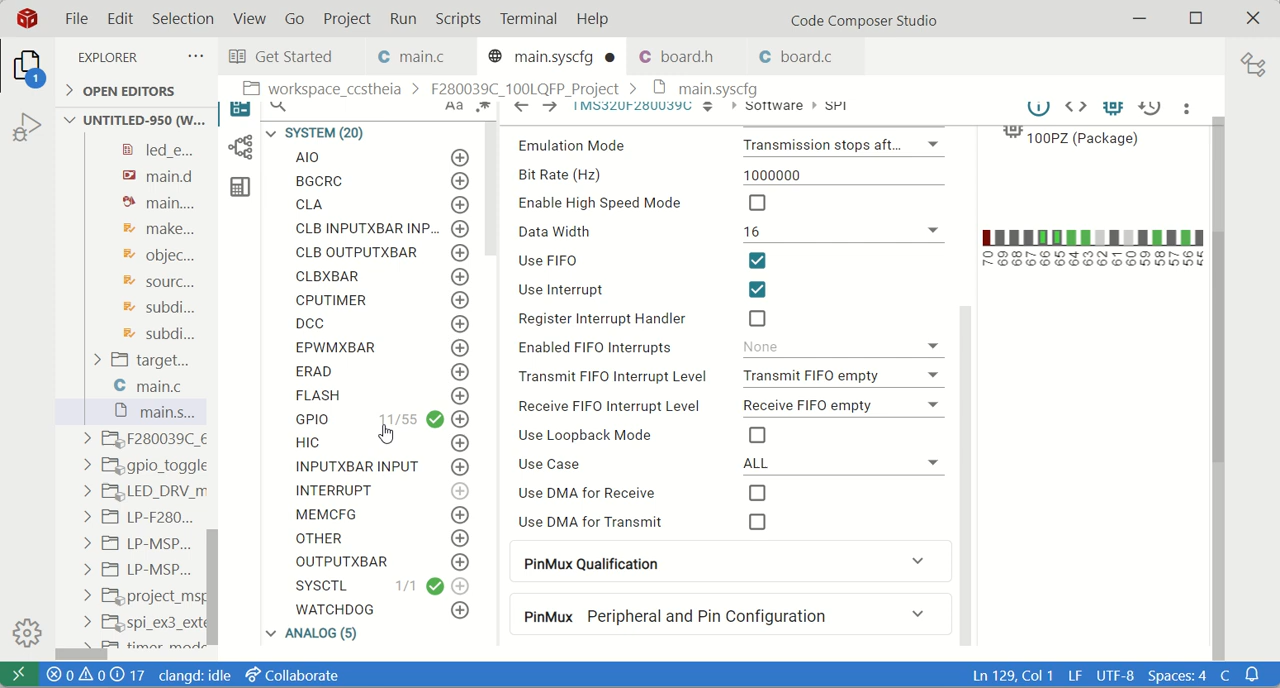 File Edit Selection View Go Project Run Scripts Terminal Help Code Composer Studio
EXPLORER ...
Get Started main.c main.syscfg ● board.h board.c
1
OPEN EDITORS
workspace_ccstheia > F280039C_100LQFP_Project > main.syscfg
UNTITLED-950 (W...
Aa .*
TMS320F280039C Software SPI
led_e...
main.d
main....
make...
objec...
sourc...
subdi...
subdi...
target...
main.c
main.s...
F280039C_6
gpio_toggle
LED_DRV_m
LP-F280...
LP-MSP...
LP-MSP...
project_msp
spi_ex3_exte
timer_mode
SYSTEM (20)
AIO
BGCRC
CLA
CLB INPUTXBAR INP...
CLB OUTPUTXBAR
CLBXBAR
CPUTIMER
DCC
EPWMXBAR
ERAD
FLASH
GPIO 11/55
HIC
INPUTXBAR INPUT
INTERRUPT
MEMCFG
OTHER
OUTPUTXBAR
SYSCTL 1/1
WATCHDOG
ANALOG (5)
Emulation Mode Transmission stops aft...
Bit Rate (Hz) 1000000
Enable High Speed Mode
Data Width 16
Use FIFO
Use Interrupt
Register Interrupt Handler
Enabled FIFO Interrupts None
Transmit FIFO Interrupt Level Transmit FIFO empty
Receive FIFO Interrupt Level Receive FIFO empty
Use Loopback Mode
Use Case ALL
Use DMA for Receive
Use DMA for Transmit
PinMux Qualification
PinMux Peripheral and Pin Configuration
100PZ (Package)
70 69 68 67 66 65 64 63 62 61 60 59 58 57 56 55
0 0 17 clangd: idle Collaborate Ln 129, Col 1 LF UTF-8 Spaces: 4 C